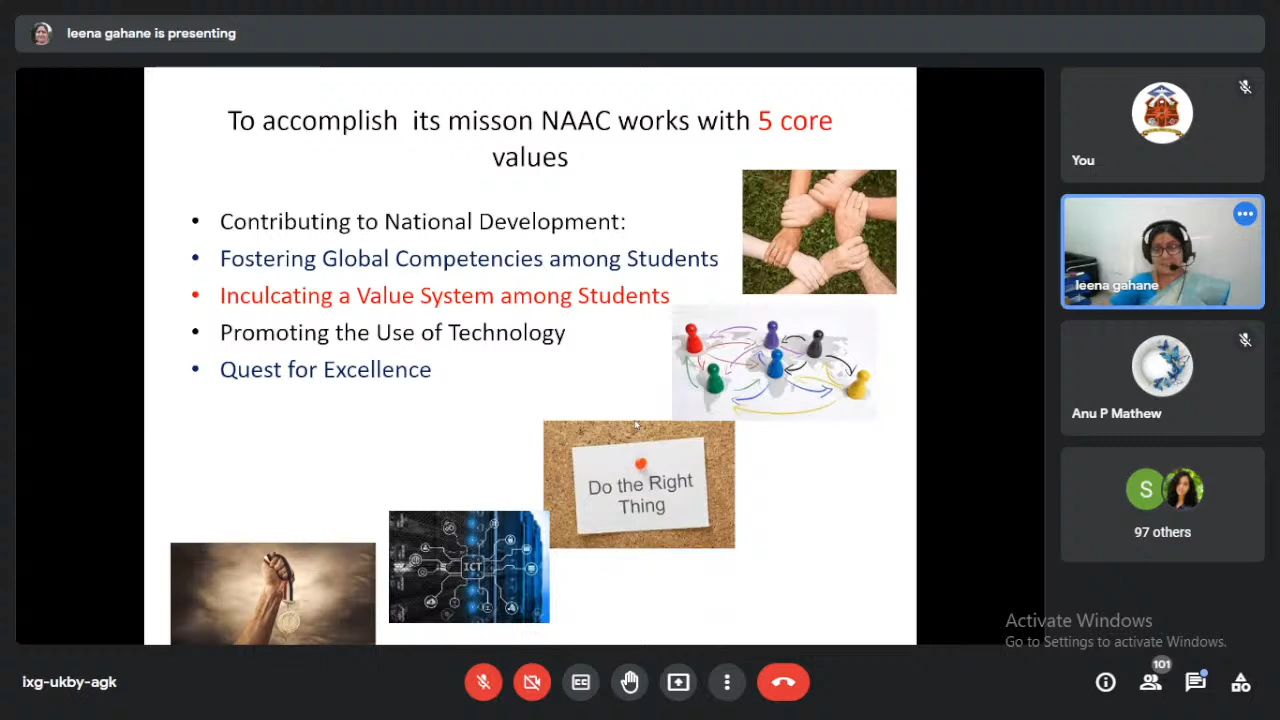 leena gahane is presenting
To accomplish its misson NAAC works with 5 core
values
• Contributing to National Development:
• Fostering Global Competencies among Students
• Inculcating a Value System among Students
• Promoting the Use of Technology
• Quest for Excellence
Do the Right
Thing
ICT
You
leena gahane
Anu P Mathew
S
97 others
Activate Windows
Go to Settings to activate Windows.
ixg-ukby-agk
CC
101